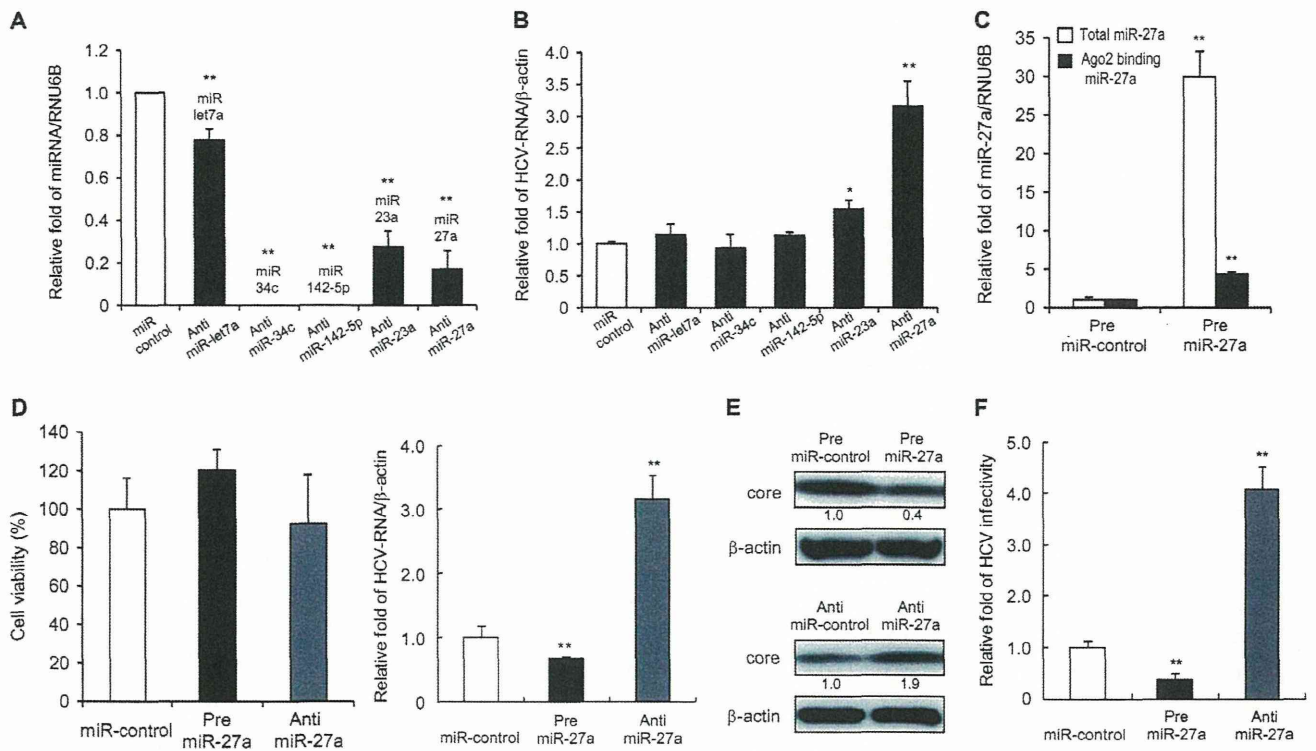 A
Relative fold of miRNA/RNU6B
1.2
1.0
0.8
0.6
0.4
0.2
0
**
miR
let7a
**
miR
34c
**
miR
142-5p
**
miR
23a
**
miR
27a
miR
control
Anti
miR-let7a
Anti
miR-34c
Anti
miR-142-5p
Anti
miR-23a
Anti
miR-27a
B
Relative fold of HCV-RNA/β-actin
4.0
3.5
3.0
2.5
2.0
1.5
1.0
0.5
0
*
**
miR
control
Anti
miR-let7a
Anti
miR-34c
Anti
miR-142-5p
Anti
miR-23a
Anti
miR-27a
C
Relative fold of miR-27a/RNU6B
Total miR-27a
Ago2 binding
miR-27a
35
30
25
20
15
10
5
0
**
**
Pre
miR-control
Pre
miR-27a
D
Cell viability (%)
140
120
100
80
60
40
20
0
miR-control
Pre
miR-27a
Anti
miR-27a
Relative fold of HCV-RNA/β-actin
4.0
3.0
2.0
1.0
0.0
**
**
miR-control
Pre
miR-27a
Anti
miR-27a
E
Pre
miR-control
Pre
miR-27a
core
1.0
0.4
β-actin
Anti
miR-control
Anti
miR-27a
core
1.0
1.9
β-actin
F
Relative fold of HCV infectivity
5.0
4.0
3.0
2.0
1.0
0.0
**
**
miR-control
Pre
miR-27a
Anti
miR-27a